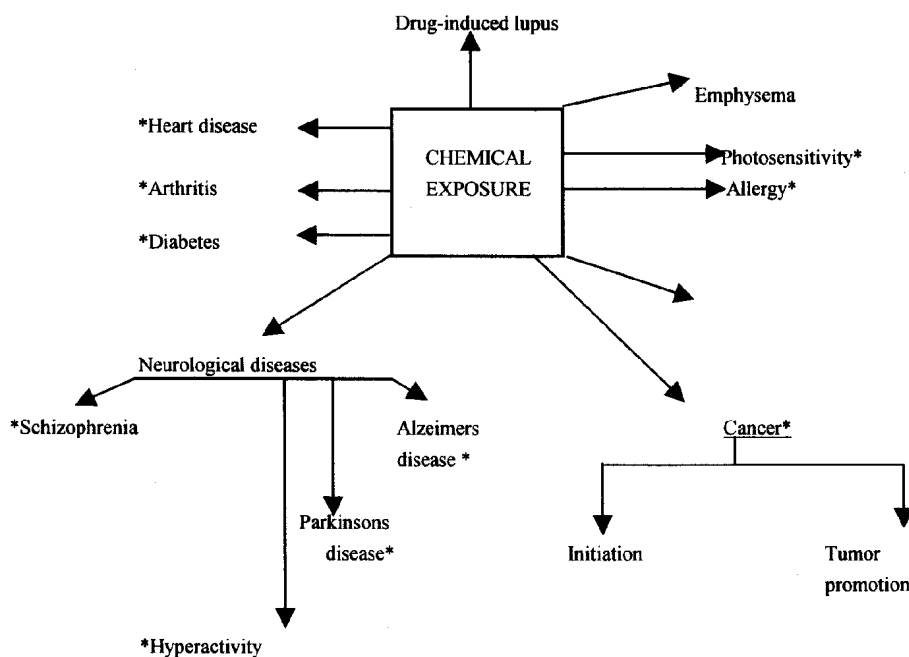 Drug-induced lupus
Emphysema
*Heart disease
CHEMICAL
EXPOSURE
Photosensitivity*
*Arthritis
Allergy*
*Diabetes
Neurological diseases
*Schizophrenia
Alzeimers
disease *
Cancer*
Parkinsons
disease*
Initiation
Tumor
promotion
*Hyperactivity